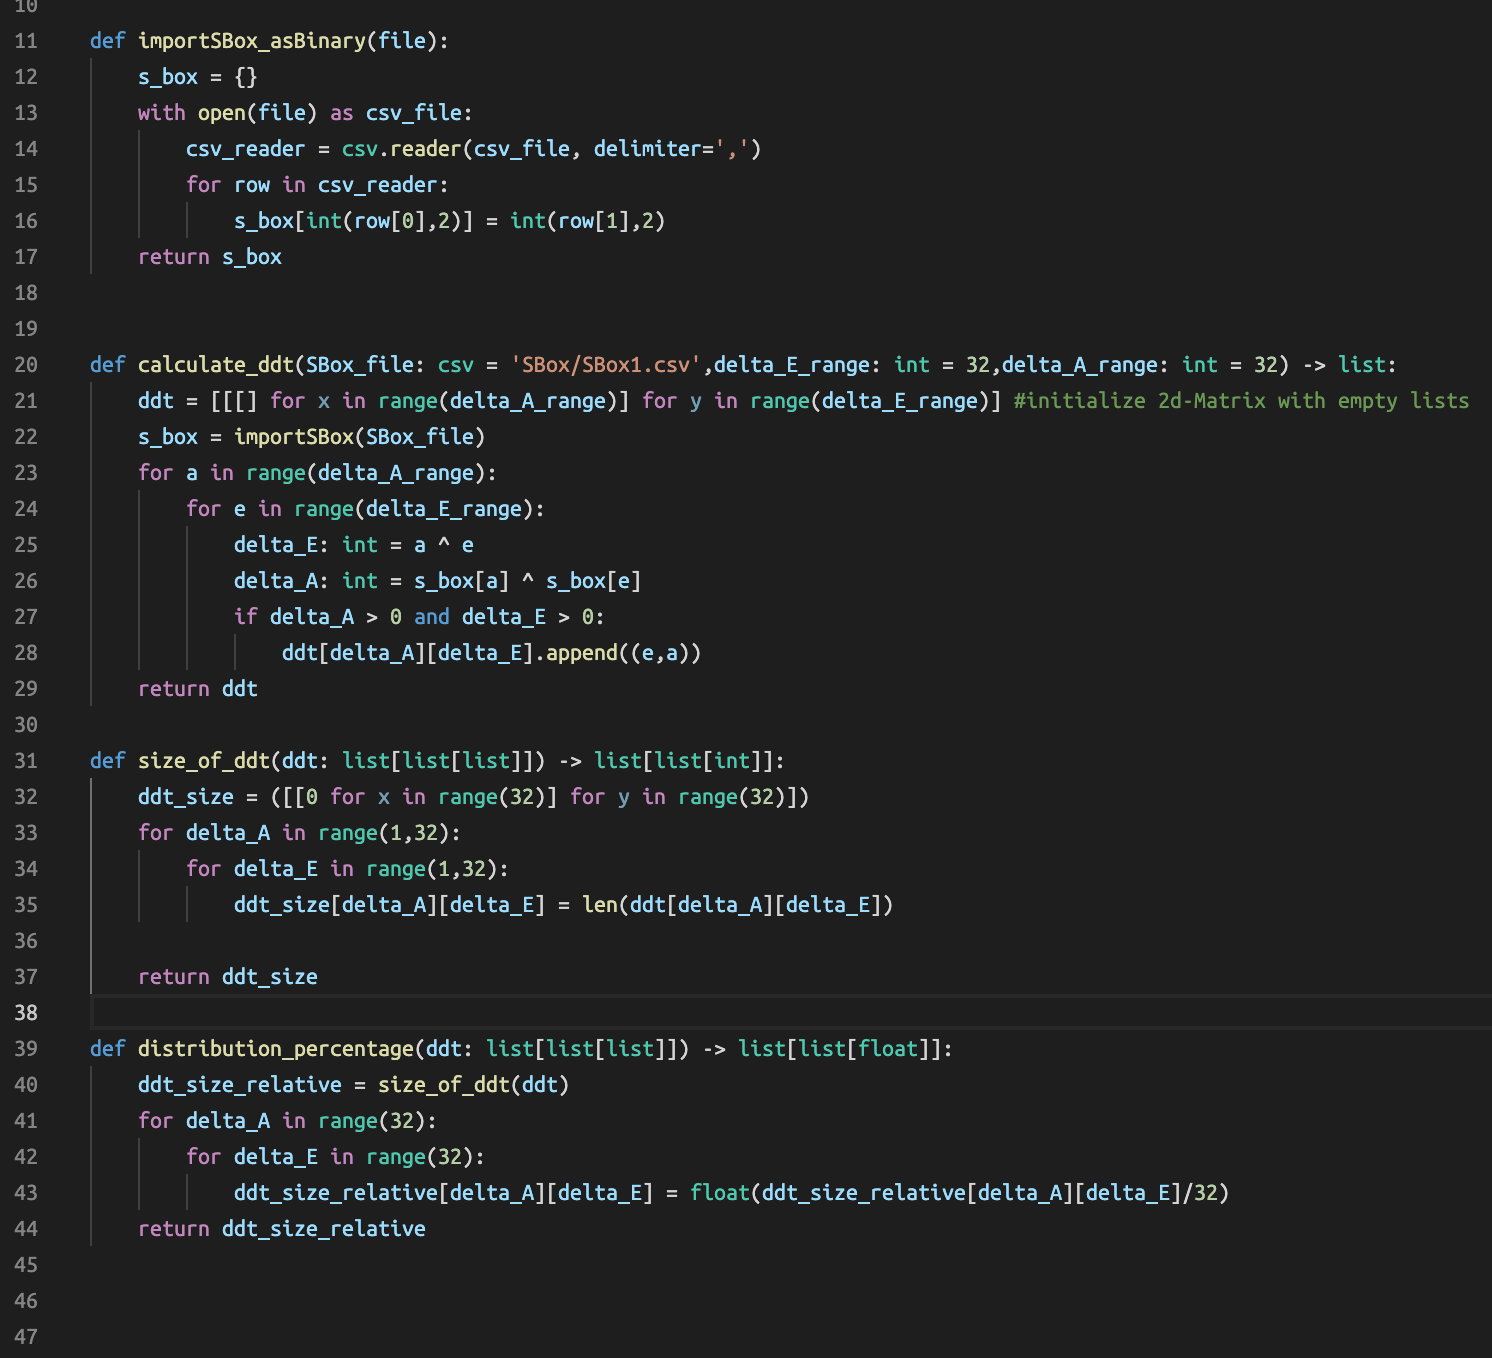 10
11 def importSBox_asBinary(file):
12     s_box = {}
13     with open(file) as csv_file:
14         csv_reader = csv.reader(csv_file, delimiter=',')
15         for row in csv_reader:
16             s_box[int(row[0],2)] = int(row[1],2)
17     return s_box
18
19
20 def calculate_ddt(SBox_file: csv = 'SBox/SBox1.csv',delta_E_range: int = 32,delta_A_range: int = 32) -> list:
21     ddt = [[[] for x in range(delta_A_range)] for y in range(delta_E_range)] #initialize 2d-Matrix with empty lists
22     s_box = importSBox(SBox_file)
23     for a in range(delta_A_range):
24         for e in range(delta_E_range):
25             delta_E: int = a ^ e
26             delta_A: int = s_box[a] ^ s_box[e]
27             if delta_A > 0 and delta_E > 0:
28                 ddt[delta_A][delta_E].append((e,a))
29     return ddt
30
31 def size_of_ddt(ddt: list[list[list]]) -> list[list[int]]:
32     ddt_size = ([[0 for x in range(32)] for y in range(32)])
33     for delta_A in range(1,32):
34         for delta_E in range(1,32):
35             ddt_size[delta_A][delta_E] = len(ddt[delta_A][delta_E])
36
37     return ddt_size
38
39 def distribution_percentage(ddt: list[list[list]]) -> list[list[float]]:
40     ddt_size_relative = size_of_ddt(ddt)
41     for delta_A in range(32):
42         for delta_E in range(32):
43             ddt_size_relative[delta_A][delta_E] = float(ddt_size_relative[delta_A][delta_E]/32)
44     return ddt_size_relative
45
46
47